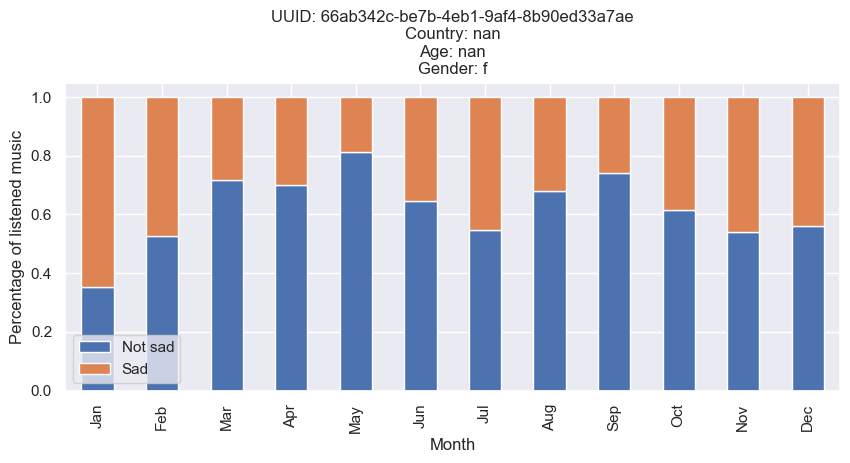 UUID: 66ab342c-be7b-4eb1-9af4-8b90ed33a7ae
Country: nan
Age: nan
Gender: f
Percentage of listened music
1.0
0.8
0.6
0.4
0.2
0.0
Not sad
Sad
Jan
Feb
Mar
Apr
May
Jun
Jul
Aug
Sep
Oct
Nov
Dec
Month